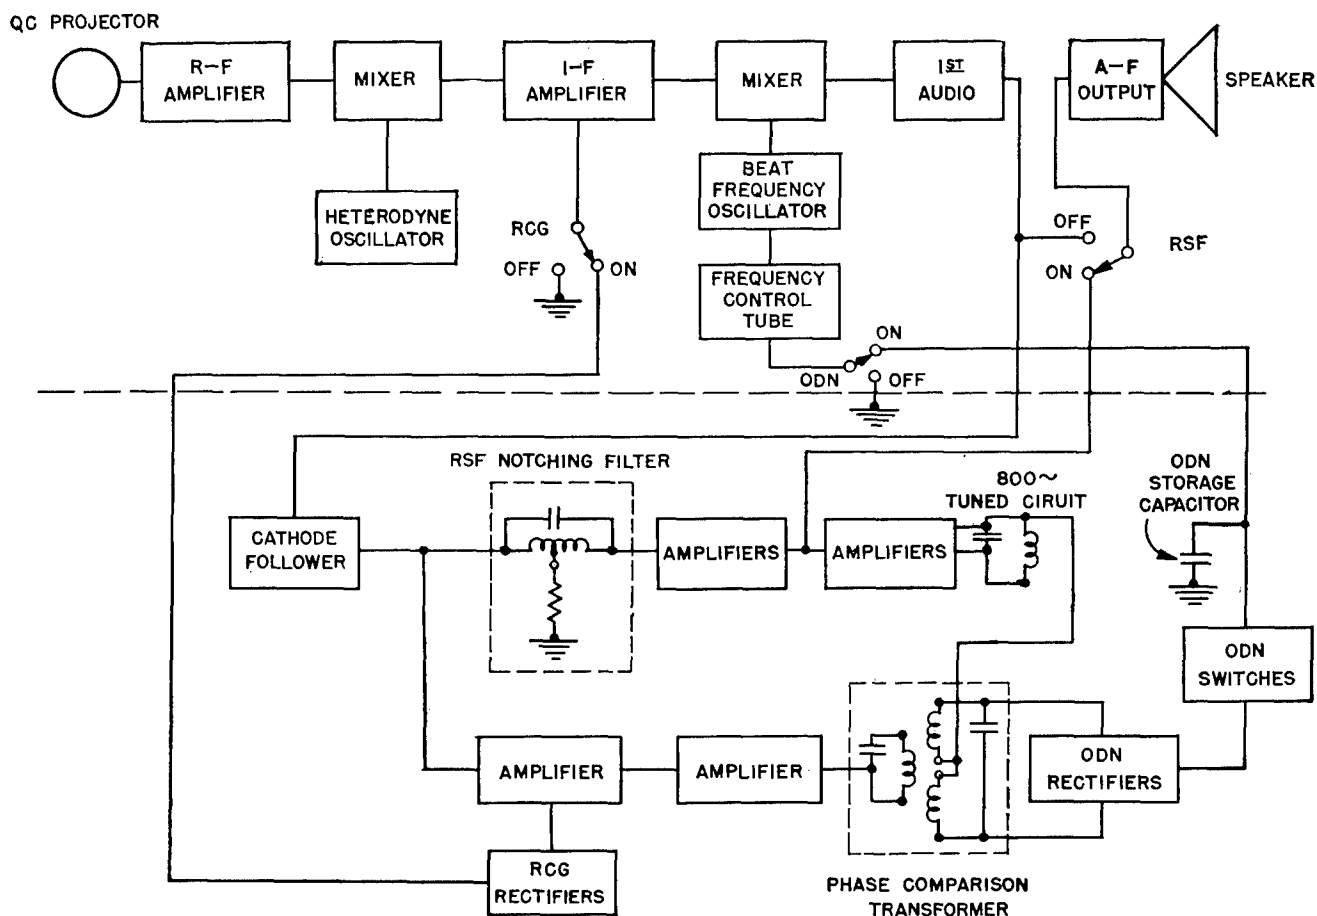 QC PROJECTOR
R-F
AMPLIFIER
MIXER
I-F
AMPLIFIER
MIXER
1ST
AUDIO
A-F
OUTPUT
SPEAKER
HETERODYNE
OSCILLATOR
BEAT
FREQUENCY
OSCILLATOR
RCG
OFF
ON
FREQUENCY
CONTROL
TUBE
OFF
RSF
ON
ON
ODN
OFF
RSF NOTCHING FILTER
800~
TUNED CIRUIT
ODN
STORAGE
CAPACITOR
CATHODE
FOLLOWER
AMPLIFIERS
AMPLIFIERS
ODN
SWITCHES
AMPLIFIER
AMPLIFIER
ODN
RECTIFIERS
RCG
RECTIFIERS
PHASE COMPARISON
TRANSFORMER